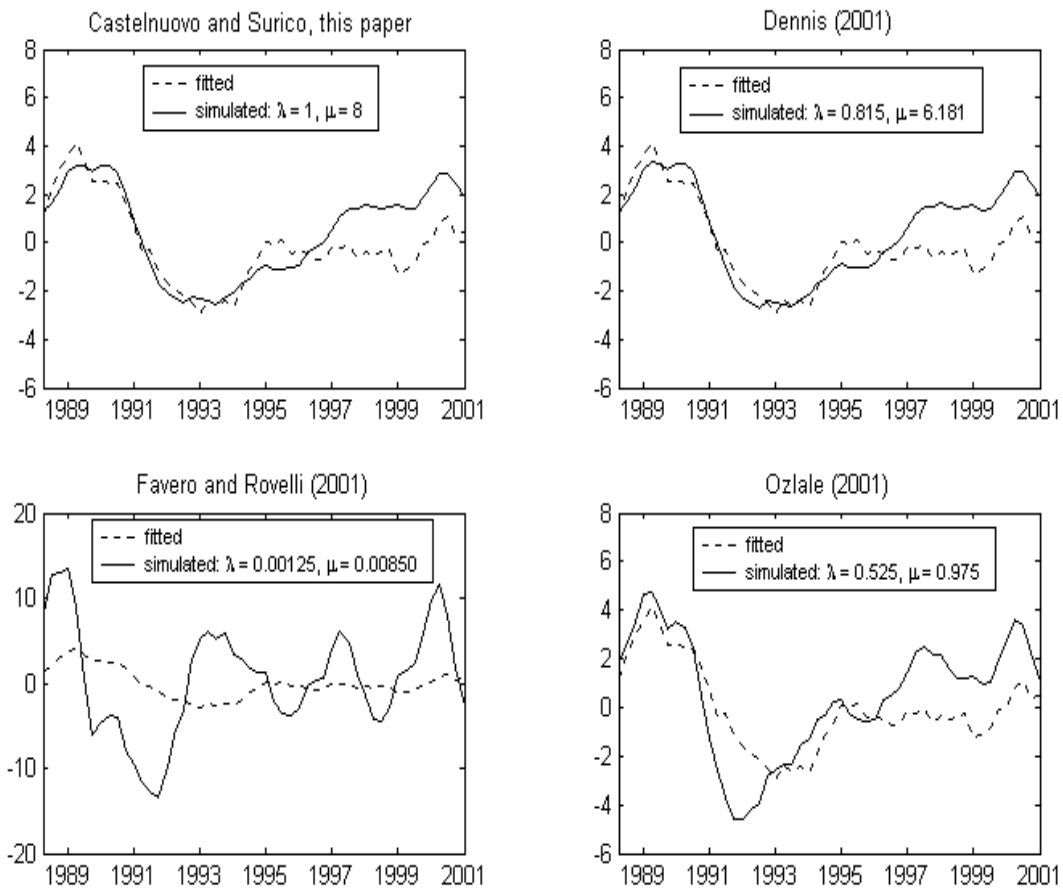 Castelnuovo and Surico, this paper
8
6
4
2
0
-2
-4
-6
fitted
simulated: λ = 1, μ = 8
1989 1991 1993 1995 1997 1999 2001
Dennis (2001)
8
6
4
2
0
-2
-4
-6
fitted
simulated: λ = 0.815, μ = 6.181
1989 1991 1993 1995 1997 1999 2001
Favero and Rovelli (2001)
20
10
0
-10
-20
fitted
simulated: λ = 0.00125, μ = 0.00850
1989 1991 1993 1995 1997 1999 2001
Ozlale (2001)
8
6
4
2
0
-2
-4
-6
fitted
simulated: λ = 0.525, μ = 0.975
1989 1991 1993 1995 1997 1999 2001